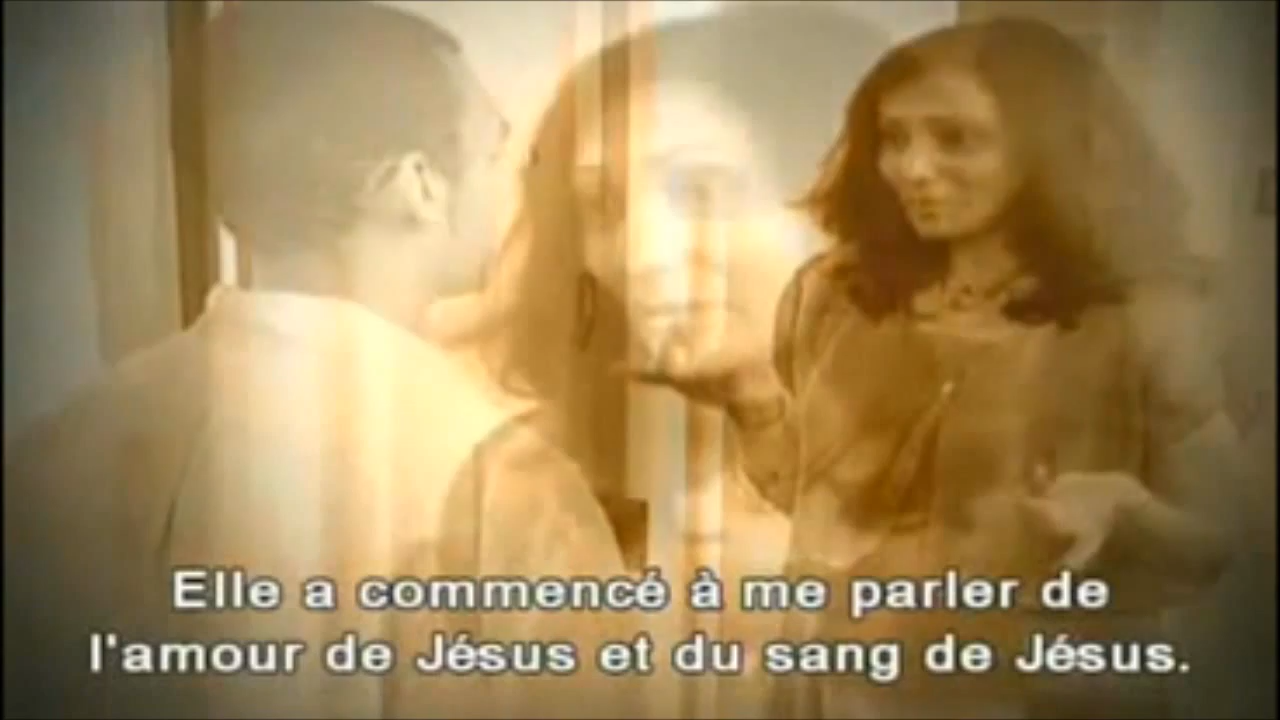 Elle a commencé à me parler de
l'amour de Jésus et du sang de Jésus.